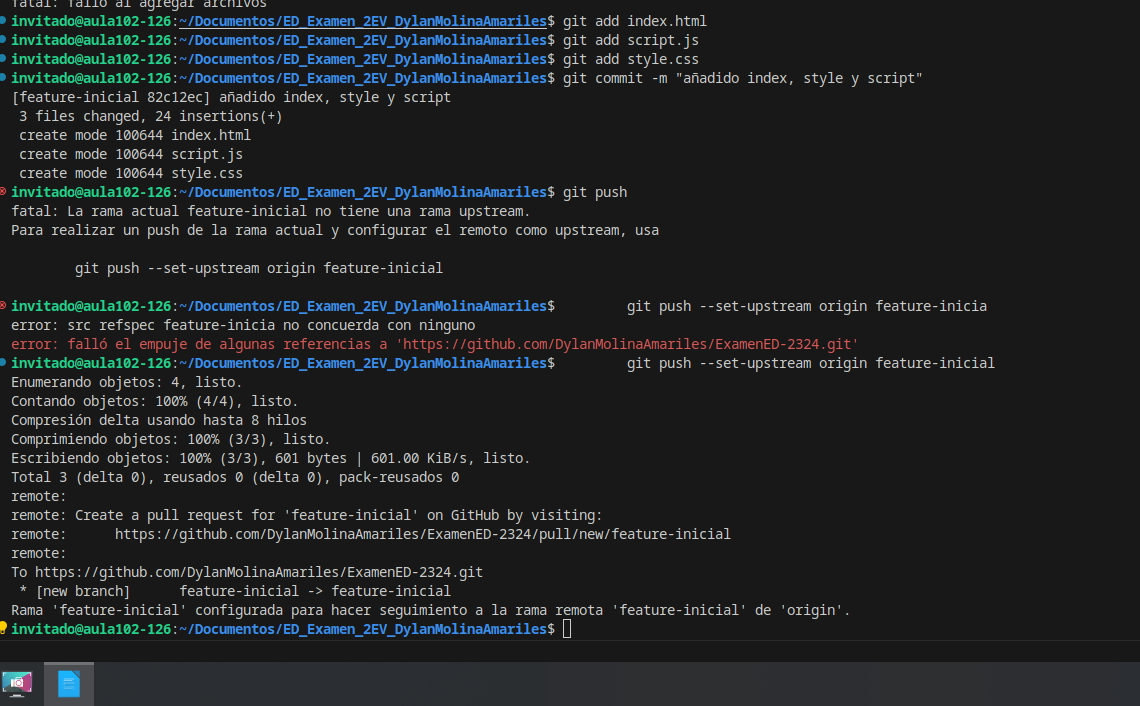 fatal: falló al agregar archivos
invitado@aula102-126:~/Documentos/ED_Examen_2EV_DylanMolinaAmariles$ git add index.html
invitado@aula102-126:~/Documentos/ED_Examen_2EV_DylanMolinaAmariles$ git add script.js
invitado@aula102-126:~/Documentos/ED_Examen_2EV_DylanMolinaAmariles$ git add style.css
invitado@aula102-126:~/Documentos/ED_Examen_2EV_DylanMolinaAmariles$ git commit -m "añadido index, style y script"
[feature-inicial 82c12ec] añadido index, style y script
 3 files changed, 24 insertions(+)
 create mode 100644 index.html
 create mode 100644 script.js
 create mode 100644 style.css
invitado@aula102-126:~/Documentos/ED_Examen_2EV_DylanMolinaAmariles$ git push
fatal: La rama actual feature-inicial no tiene una rama upstream.
Para realizar un push de la rama actual y configurar el remoto como upstream, usa
        git push --set-upstream origin feature-inicial
invitado@aula102-126:~/Documentos/ED_Examen_2EV_DylanMolinaAmariles$         git push --set-upstream origin feature-inicia
error: src refspec feature-inicia no concuerda con ninguno
error: falló el empuje de algunas referencias a 'https://github.com/DylanMolinaAmariles/ExamenED-2324.git'
invitado@aula102-126:~/Documentos/ED_Examen_2EV_DylanMolinaAmariles$         git push --set-upstream origin feature-inicial
Enumerando objetos: 4, listo.
Contando objetos: 100% (4/4), listo.
Compresión delta usando hasta 8 hilos
Comprimiendo objetos: 100% (3/3), listo.
Escribiendo objetos: 100% (3/3), 601 bytes | 601.00 KiB/s, listo.
Total 3 (delta 0), reusados 0 (delta 0), pack-reusados 0
remote:
remote: Create a pull request for 'feature-inicial' on GitHub by visiting:
remote:      https://github.com/DylanMolinaAmariles/ExamenED-2324/pull/new/feature-inicial
remote:
To https://github.com/DylanMolinaAmariles/ExamenED-2324.git
 * [new branch]      feature-inicial -> feature-inicial
Rama 'feature-inicial' configurada para hacer seguimiento a la rama remota 'feature-inicial' de 'origin'.
invitado@aula102-126:~/Documentos/ED_Examen_2EV_DylanMolinaAmariles$